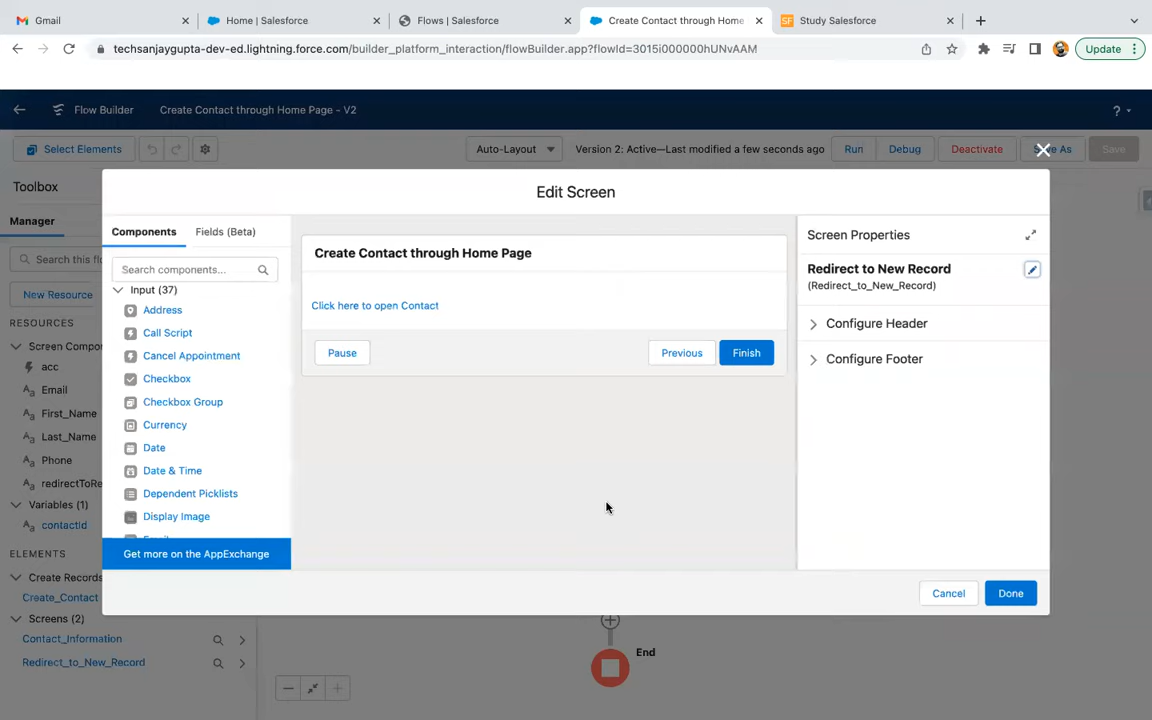 Gmail
Home | Salesforce
Flows | Salesforce
Create Contact through Home
Study Salesforce
techsanjaygupta-dev-ed.lightning.force.com/builder_platform_interaction/flowBuilder.app?flowId=3015i000000hUNvAAM
Update
Flow Builder
Create Contact through Home Page - V2
?
Select Elements
Auto-Layout
Version 2: Active—Last modified a few seconds ago
Run
Debug
Deactivate
Save As
Save
Toolbox
Manager
Search this
New Resource
RESOURCES
Screen Compo
acc
Email
First_Name
Last_Name
Phone
redirectToRe
Variables (1)
contactId
ELEMENTS
Create Records
Create_Contact
Screens (2)
Contact_Information
Redirect_to_New_Record
Edit Screen
Components
Fields (Beta)
Search components...
Input (37)
Address
Call Script
Cancel Appointment
Checkbox
Checkbox Group
Currency
Date
Date & Time
Dependent Picklists
Display Image
Get more on the AppExchange
Create Contact through Home Page
Click here to open Contact
Pause
Previous
Finish
Screen Properties
Redirect to New Record
(Redirect_to_New_Record)
Configure Header
Configure Footer
Cancel
Done
End